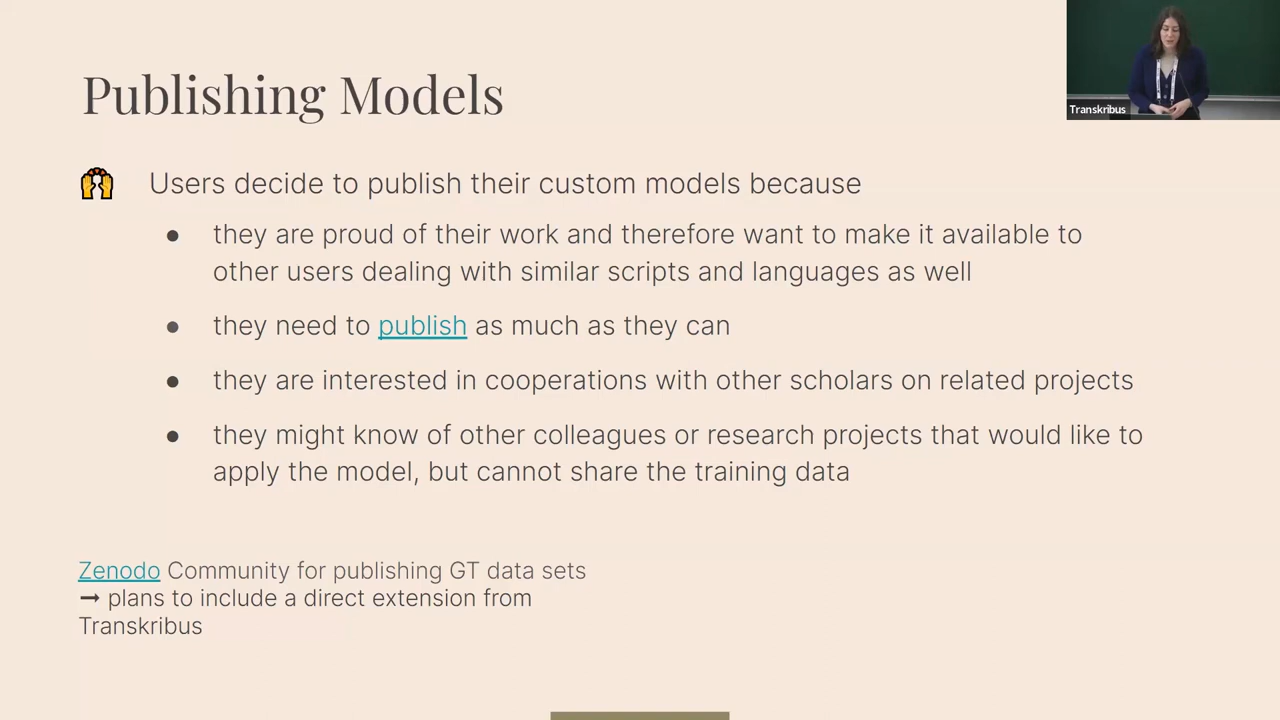 Transkribus
Publishing Models
Users decide to publish their custom models because
● they are proud of their work and therefore want to make it available to
other users dealing with similar scripts and languages as well
● they need to publish as much as they can
● they are interested in cooperations with other scholars on related projects
● they might know of other colleagues or research projects that would like to
apply the model, but cannot share the training data
Zenodo Community for publishing GT data sets
➞ plans to include a direct extension from
Transkribus